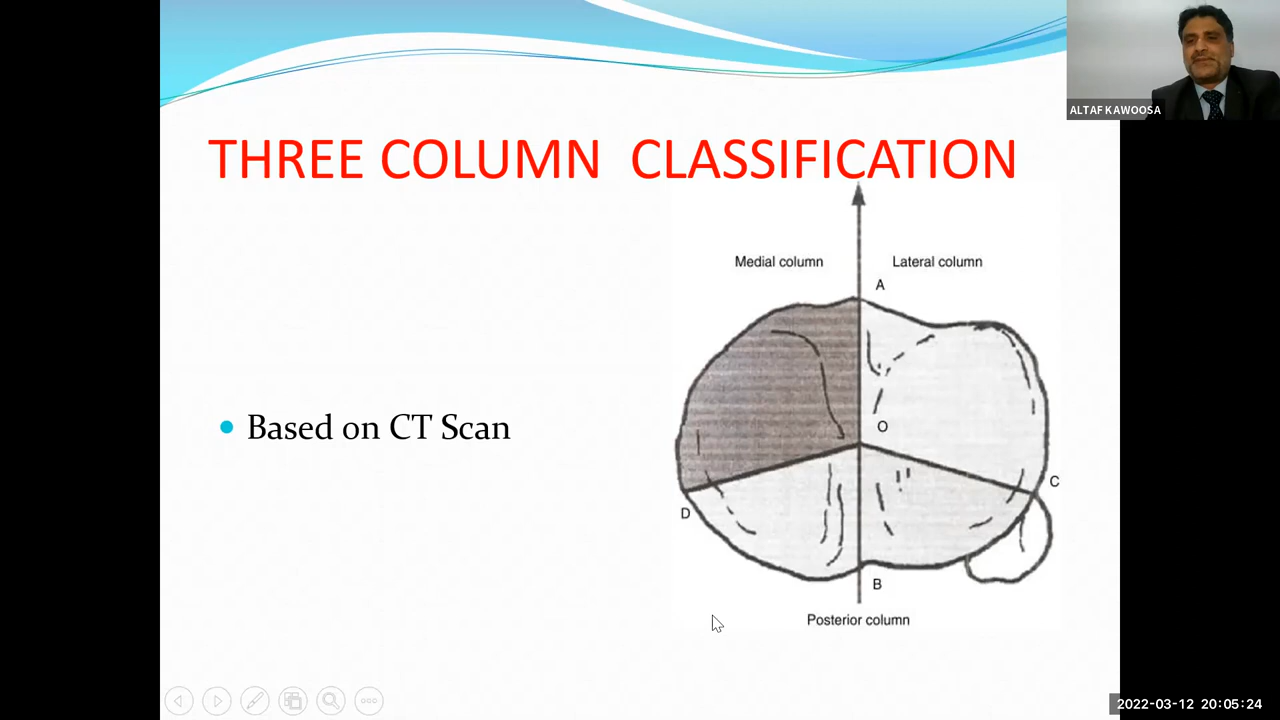 ALTAF KAWOOSA
THREE COLUMN CLASSIFICATION
Medial column
Lateral column
A
• Based on CT Scan
O
C
D
B
Posterior column
2022-03-12 20:05:24